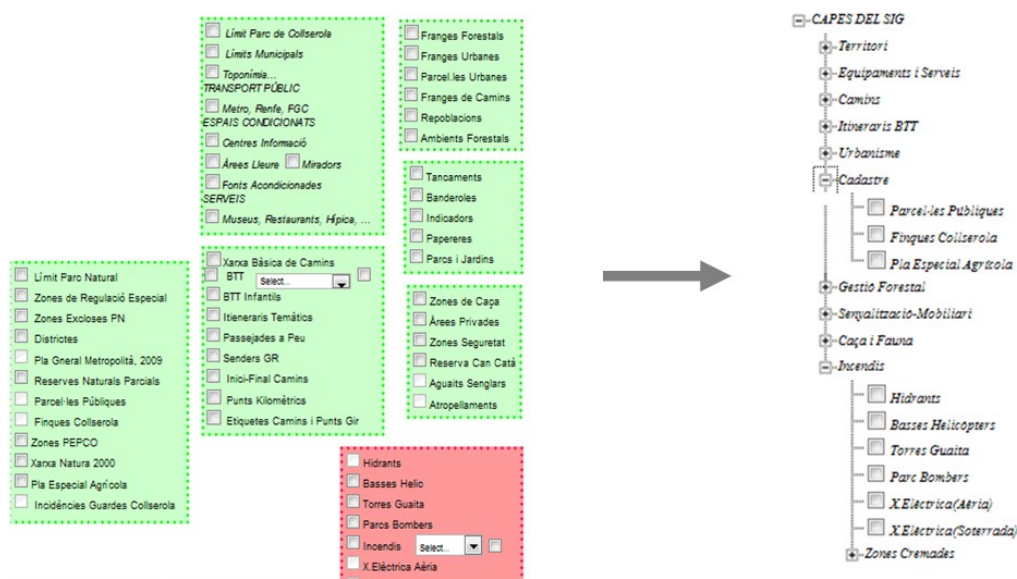 Límit Parc de Collserola
Límits Municipals
Toponímia...
TRANSPORT PÚBLIC
Metro, Renfe, FGC
ESPAIS CONDICIONATS
Centres Informació
Àrees Lleure Miradors
Fonts Acondicionades
SERVEIS
Museus, Restaurants, Hípica, ...
Franges Forestals
Franges Urbanes
Parcel.les Urbanes
Franges de Camins
Repoblacions
Ambients Forestals
Tancaments
Banderoles
Indicadors
Papereres
Parcs i Jardins
Límit Parc Natural
Zones de Regulació Especial
Zones Excloses PN
Districtes
Pla Gneral Metropolità, 2009
Reserves Naturals Parcials
Parcel·les Públiques
Finques Collserola
Zones PEPCO
Xarxa Natura 2000
Pla Especial Agrícola
Incidències Guardes Collserola
Xarxa Bàsica de Camins
BTT Select...
BTT Infantils
Itieneraris Temàtics
Passejades a Peu
Senders GR
Inici-Final Camins
Punts Kilomètrics
Etiquetes Camins i Punts Gir
Zones de Caça
Àrees Privades
Zones Seguretat
Reserva Can Catà
Aguaits Senglars
Atropellaments
Hidrants
Basses Helic
Torres Guaita
Parcs Bombers
Incendis Select...
X.Elèctrica Aèria
CAPES DEL SIG
Territori
Equipaments i Serveis
Camins
Itineraris BTT
Urbanisme
Cadastre
Parcel·les Públiques
Finques Collserola
Pla Especial Agrícola
Gestió Forestal
Senyalització-Mobiliari
Caça i Fauna
Incendis
Hidrants
Basses Helicòpters
Torres Guaita
Parc Bombers
X.Elèctrica(Aèria)
X.Elèctrica(Soterrada)
Zones Cremades